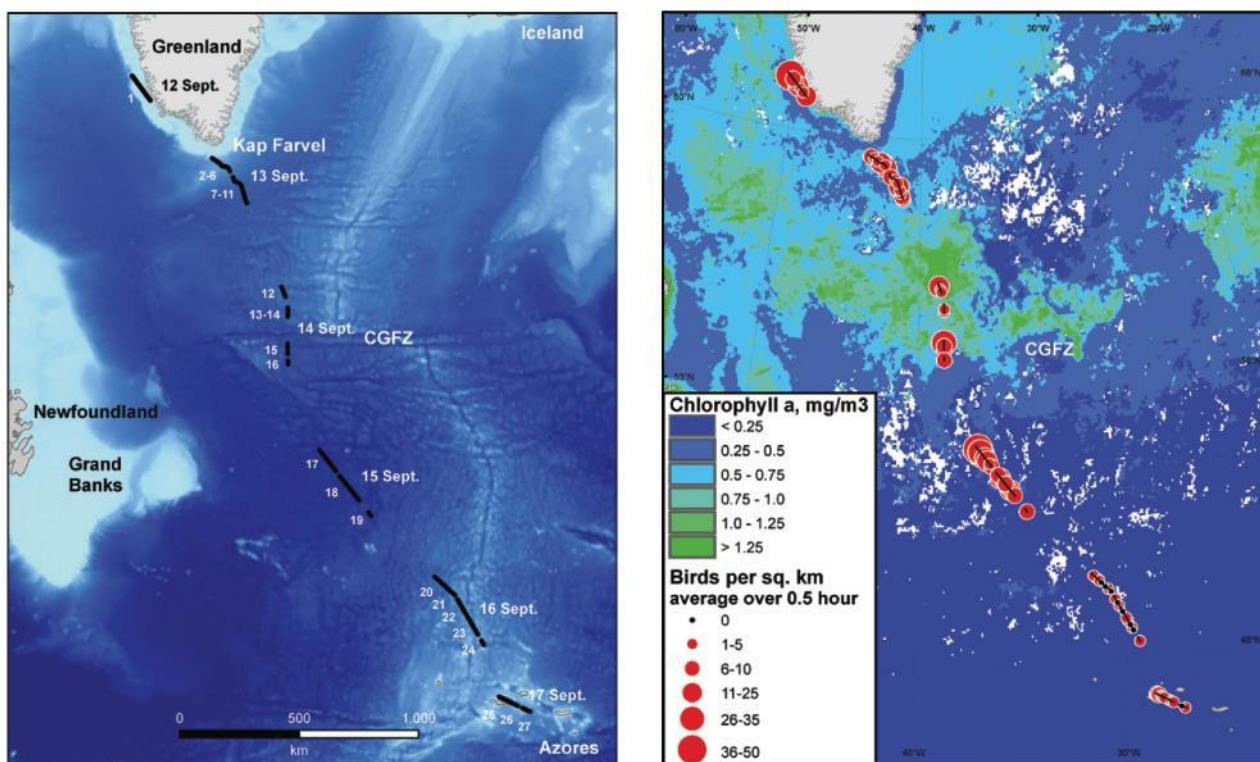 Greenland
Iceland
12 Sept.
1
Kap Farvel
2-6
13 Sept.
7-11
12
13-14
14 Sept.
CGFZ
15
16
Newfoundland
Grand
Banks
17
15 Sept.
18
19
20
21
16 Sept.
22
23
24
17 Sept.
25
26
27
0 500 1.000
km
Azores
60°W 50°W 40°W 30°W 20°W
60°N
60°N
CGFZ
50°N
50°N
Chlorophyll a, mg/m3
< 0.25
0.25 - 0.5
0.5 - 0.75
0.75 - 1.0
1.0 - 1.25
> 1.25
Birds per sq. km
average over 0.5 hour
0
1-5
6-10
11-25
26-35
36-50
40°N
40°W 30°W